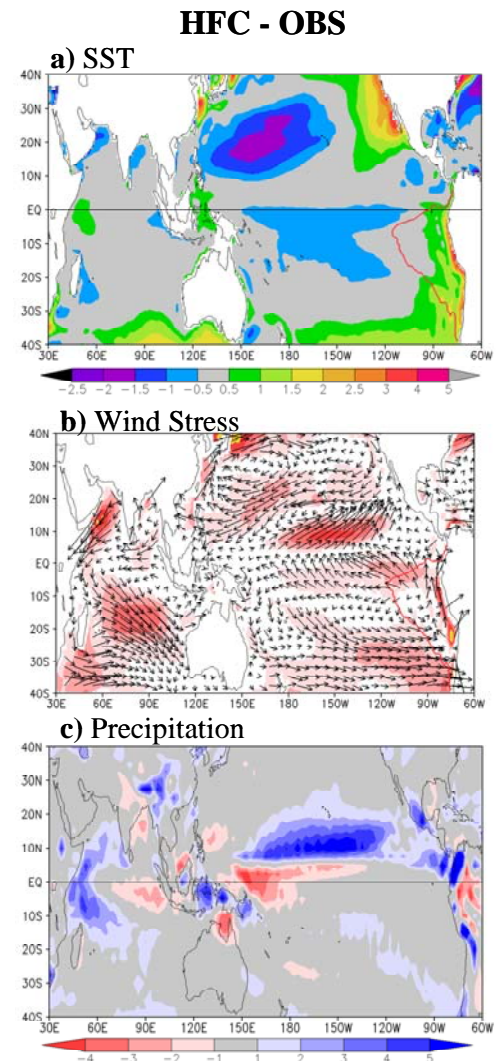 HFC - OBS
a) SST
40N
30N
20N
10N
EQ
10S
20S
30S
40S
30E 60E 90E 120E 150E 180 150W 120W 90W 60W
-2.5 -2 -1.5 -1 -0.5 0.5 1 1.5 2 2.5 3 4 5
b) Wind Stress
40N
30N
20N
10N
EQ
10S
20S
30S
40S
30E 60E 90E 120E 150E 180 150W 120W 90W 60W
c) Precipitation
40N
30N
20N
10N
EQ
10S
20S
30S
40S
30E 60E 90E 120E 150E 180 150W 120W 90W 60W
-4 -3 -2 -1 1 2 3 4 5